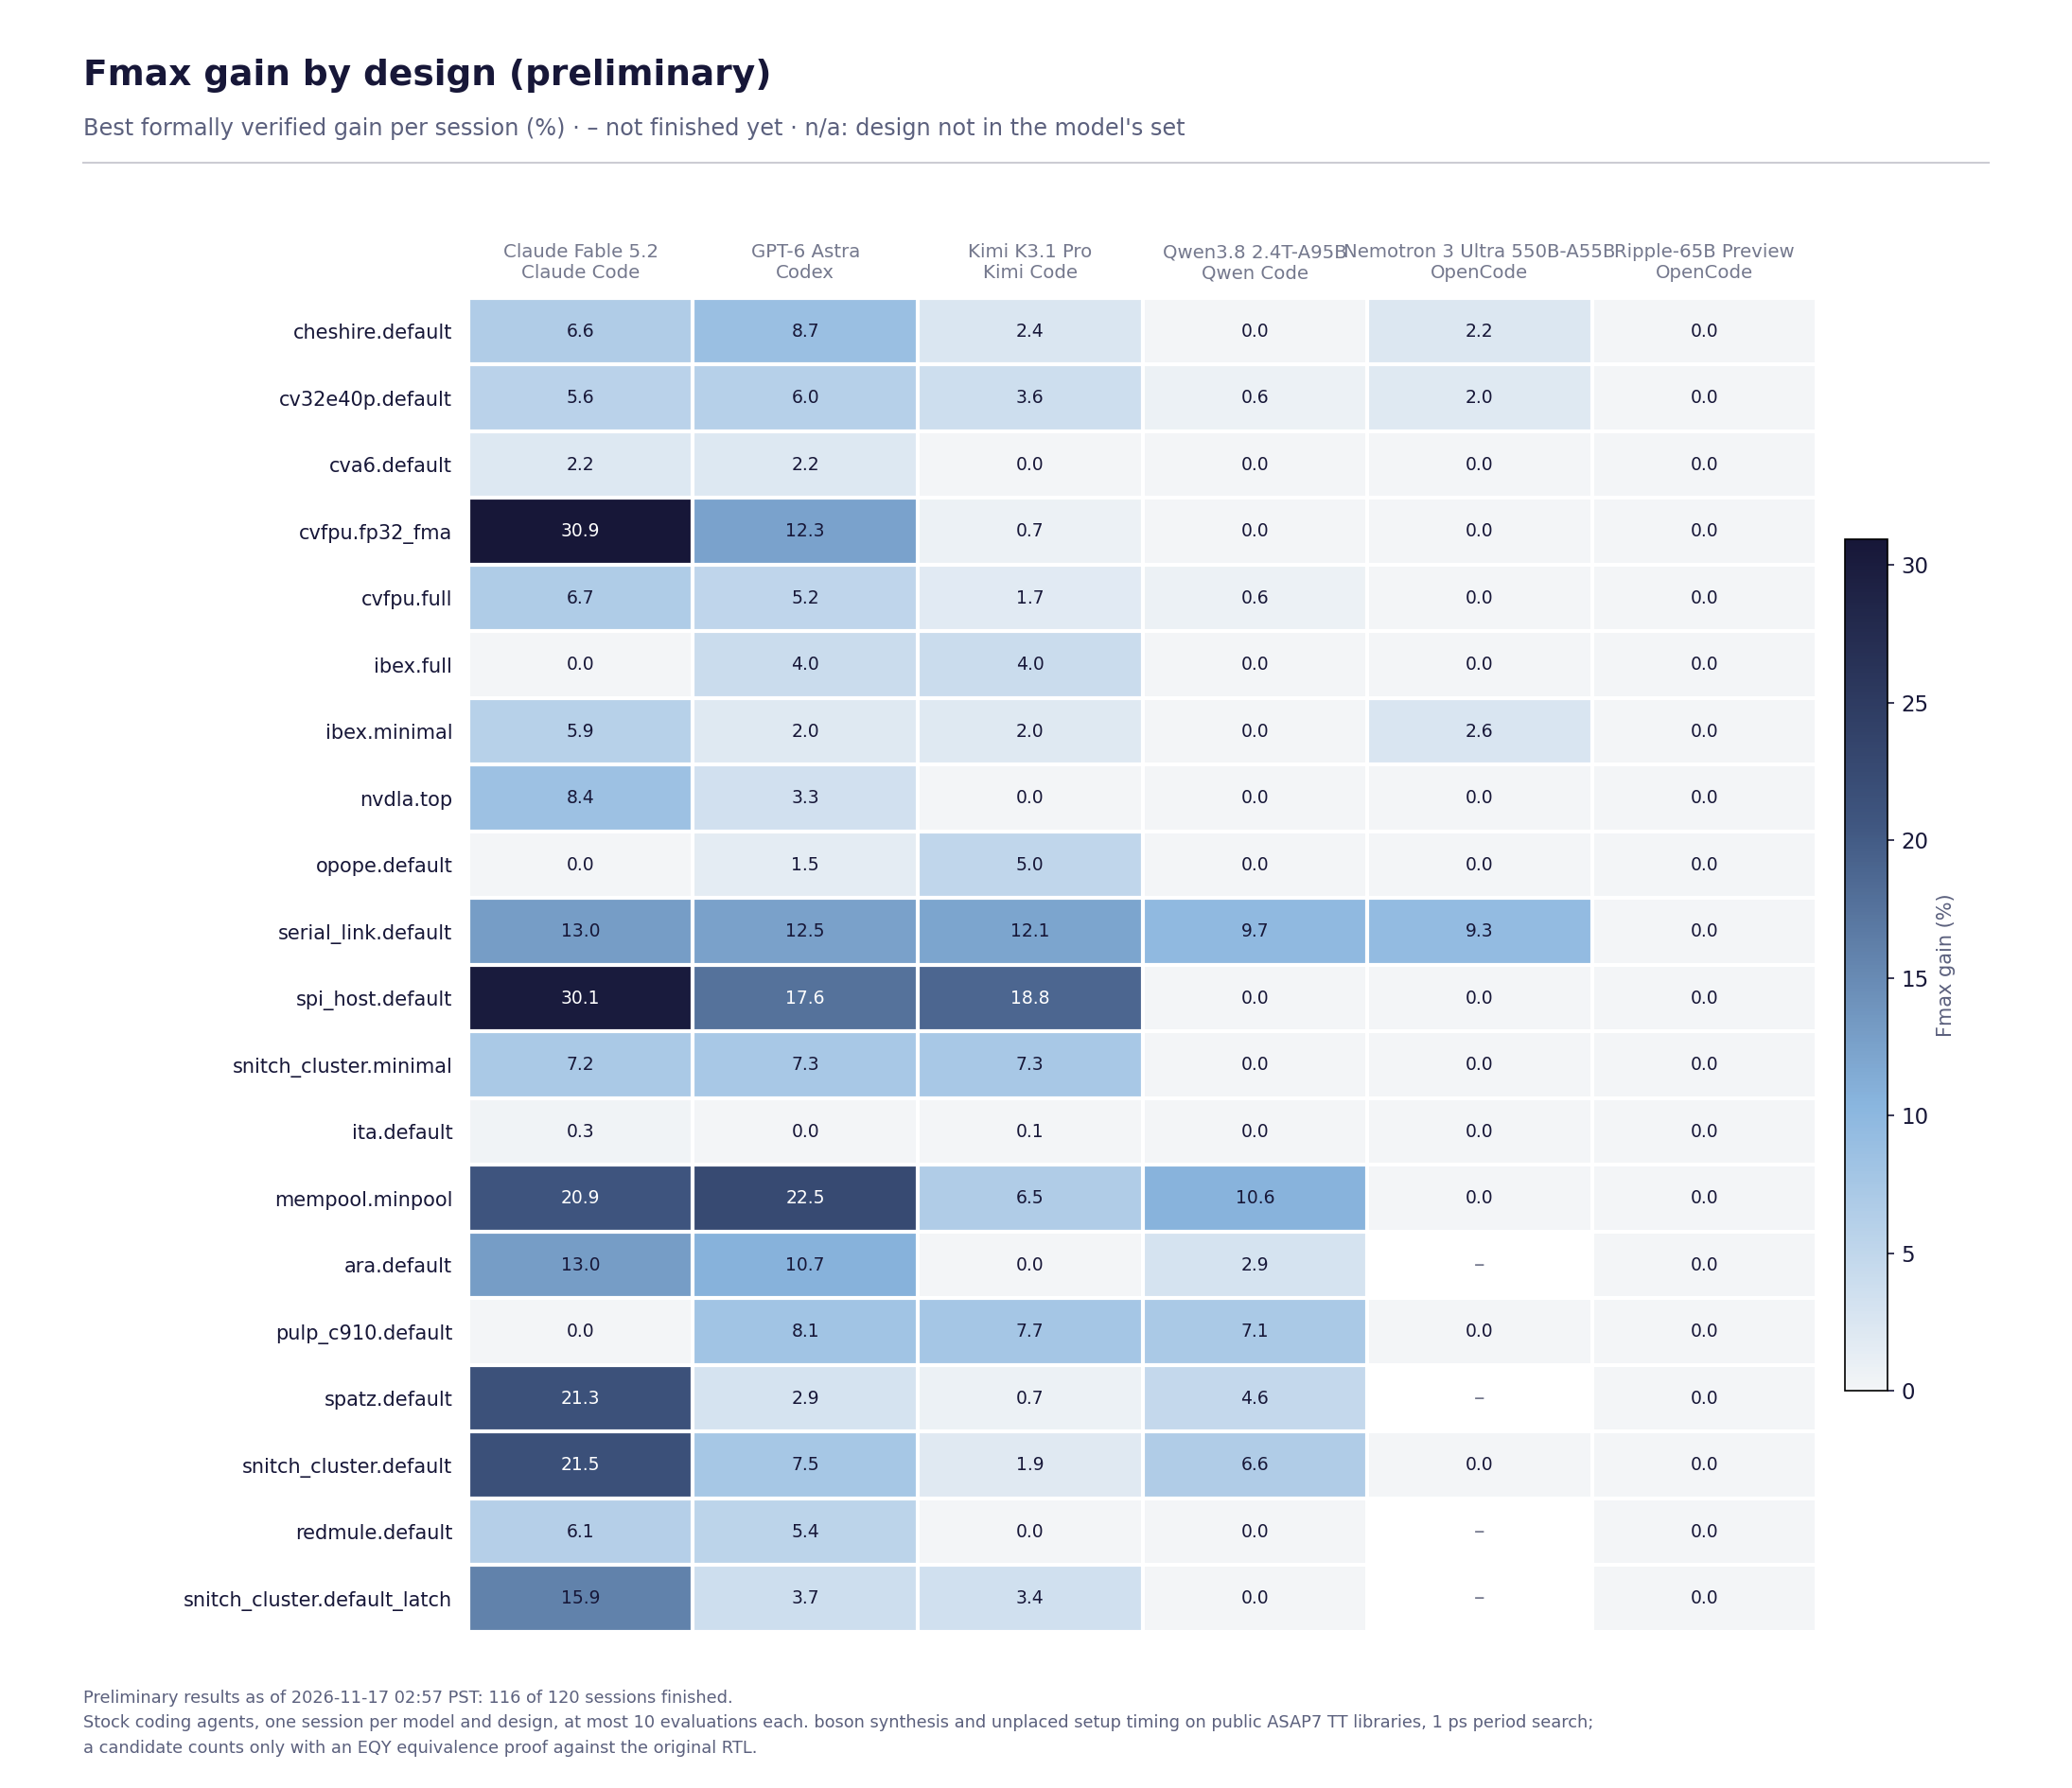 Fmax gain by design (preliminary)
Best formally verified gain per session (%) · – not finished yet · n/a: design not in the model's set
Claude Fable 5.2 GPT-6 Astra Kimi K3.1 Pro Qwen3.8 2.4T-A95B Nemotron 3 Ultra 550B-A55B Ripple-65B Preview
Claude Code Codex Kimi Code Qwen Code OpenCode OpenCode
cheshire.default 6.6 8.7 2.4 0.0 2.2 0.0
cv32e40p.default 5.6 6.0 3.6 0.6 2.0 0.0
cva6.default 2.2 2.2 0.0 0.0 0.0 0.0
cvfpu.fp32_fma 30.9 12.3 0.7 0.0 0.0 0.0
cvfpu.full 6.7 5.2 1.7 0.6 0.0 0.0
ibex.full 0.0 4.0 4.0 0.0 0.0 0.0
ibex.minimal 5.9 2.0 2.0 0.0 2.6 0.0
nvdla.top 8.4 3.3 0.0 0.0 0.0 0.0
opope.default 0.0 1.5 5.0 0.0 0.0 0.0
serial_link.default 13.0 12.5 12.1 9.7 9.3 0.0
spi_host.default 30.1 17.6 18.8 0.0 0.0 0.0
snitch_cluster.minimal 7.2 7.3 7.3 0.0 0.0 0.0
ita.default 0.3 0.0 0.1 0.0 0.0 0.0
mempool.minpool 20.9 22.5 6.5 10.6 0.0 0.0
ara.default 13.0 10.7 0.0 2.9 – 0.0
pulp_c910.default 0.0 8.1 7.7 7.1 0.0 0.0
spatz.default 21.3 2.9 0.7 4.6 – 0.0
snitch_cluster.default 21.5 7.5 1.9 6.6 0.0 0.0
redmule.default 6.1 5.4 0.0 0.0 – 0.0
snitch_cluster.default_latch 15.9 3.7 3.4 0.0 – 0.0
30
25
20
15
10
5
0
Fmax gain (%)
Preliminary results as of 2026-11-17 02:57 PST: 116 of 120 sessions finished.
Stock coding agents, one session per model and design, at most 10 evaluations each. boson synthesis and unplaced setup timing on public ASAP7 TT libraries, 1 ps period search;
a candidate counts only with an EQY equivalence proof against the original RTL.